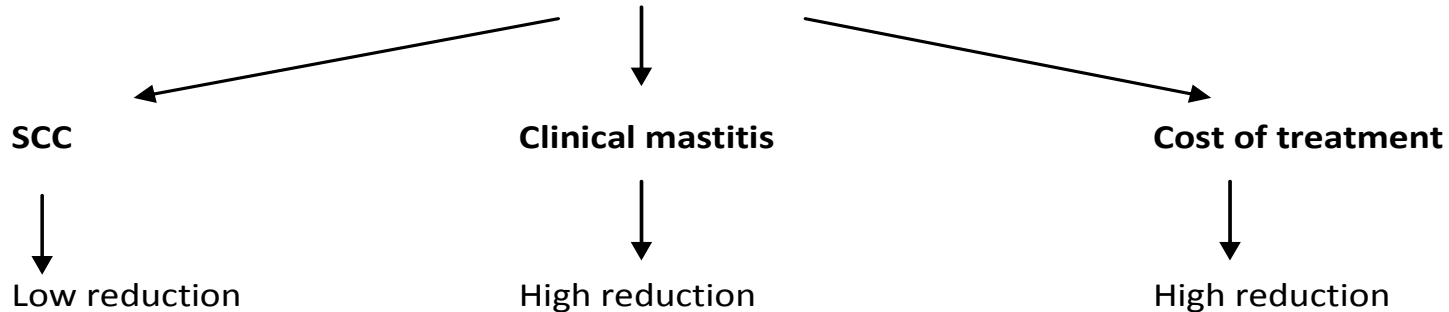 SCC Clinical mastitis Cost of treatment
Low reduction High reduction High reduction